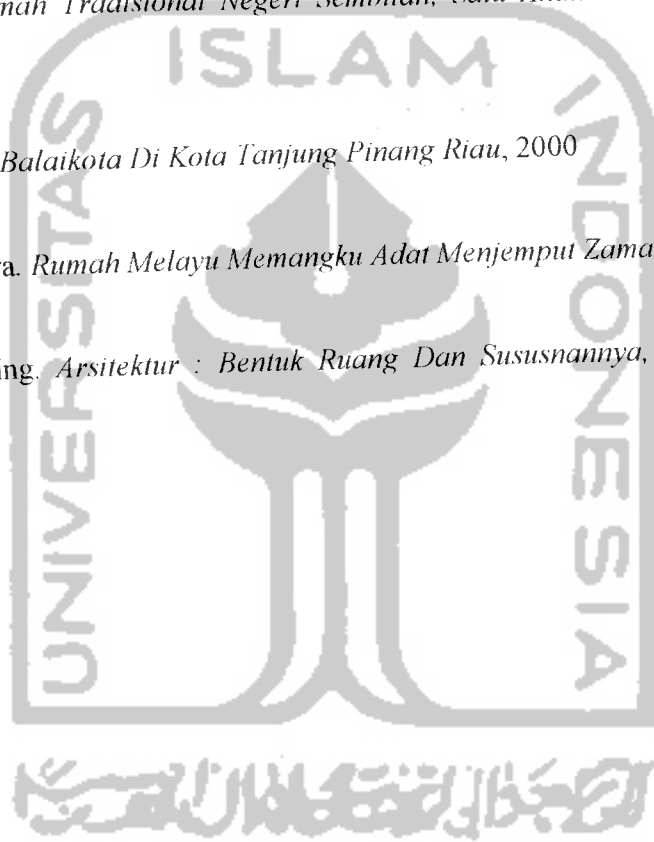 Tradisional Negeri Sembilan,
Balaikota Di Kota Tanjung Pinang Riau, 2000
ra. Rumah Melayu Memangku Adat Menjemput Zama
ing. Arsitektur : Bentuk Ruang Dan Sususnannya,
ISLAM
UNIVERSITAS
INDONESIA